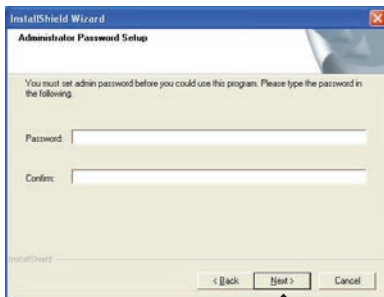 InstallShield Wizard
Administrator Password Setup
You must set admin password before you could use this program. Please type the password in
the following.
Password:
Confirm:
InstallShield
< Back Next > Cancel